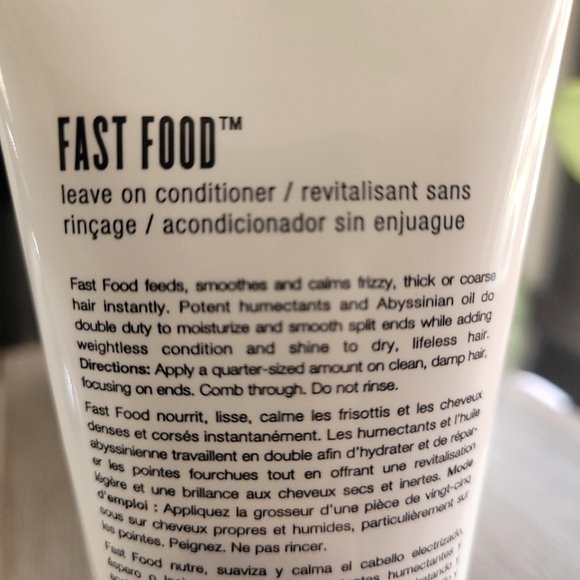 FAST FOOD™
leave on conditioner / revitalisant sans
rinçage / acondicionador sin enjuague
Fast Food feeds, smoothes and calms frizzy, thick or coarse
hair instantly. Potent humectants and Abyssinian oil do
double duty to moisturize and smooth split ends while adding
weightless condition and shine to dry, lifeless hair.
Directions: Apply a quarter-sized amount on clean, damp hair,
focusing on ends. Comb through. Do not rinse.
Fast Food nourrit, lisse, calme les frisottis et les cheveux
denses et corsés instantanément. Les humectants et l'huile
abyssinienne travaillent en double afin d'hydrater et de répar-
er les pointes fourchues tout en offrant une revitalisation
légère et une brillance aux cheveux secs et inertes. Mode
d'emploi : Appliquez la grosseur d'une pièce de vingt-cinq
sous sur cheveux propres et humides, particulièrement sur
les pointes. Peignez. Ne pas rincer.
Fast Food nutre, suaviza y calma el cabello electrizado,
áspero o humectantes y